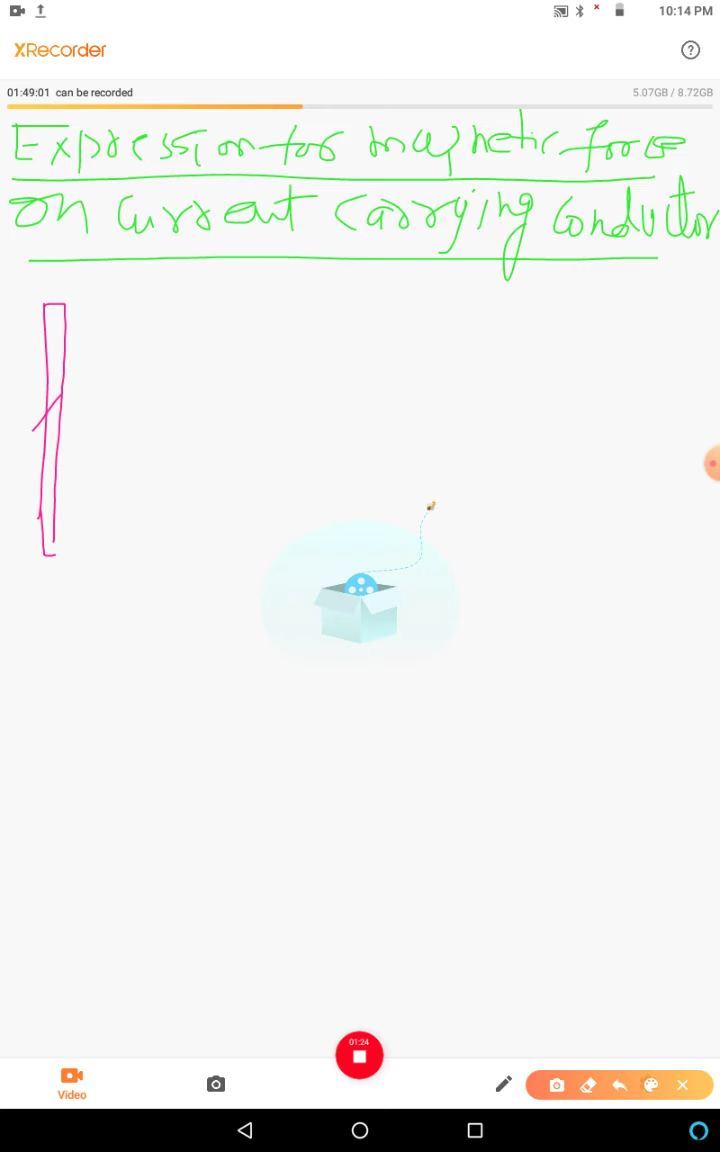 10:14 PM
XRecorder
01:49:01 can be recorded
5.07GB / 8.72GB
Expression for magnetic force
on current carrying conductor
01:24
Video